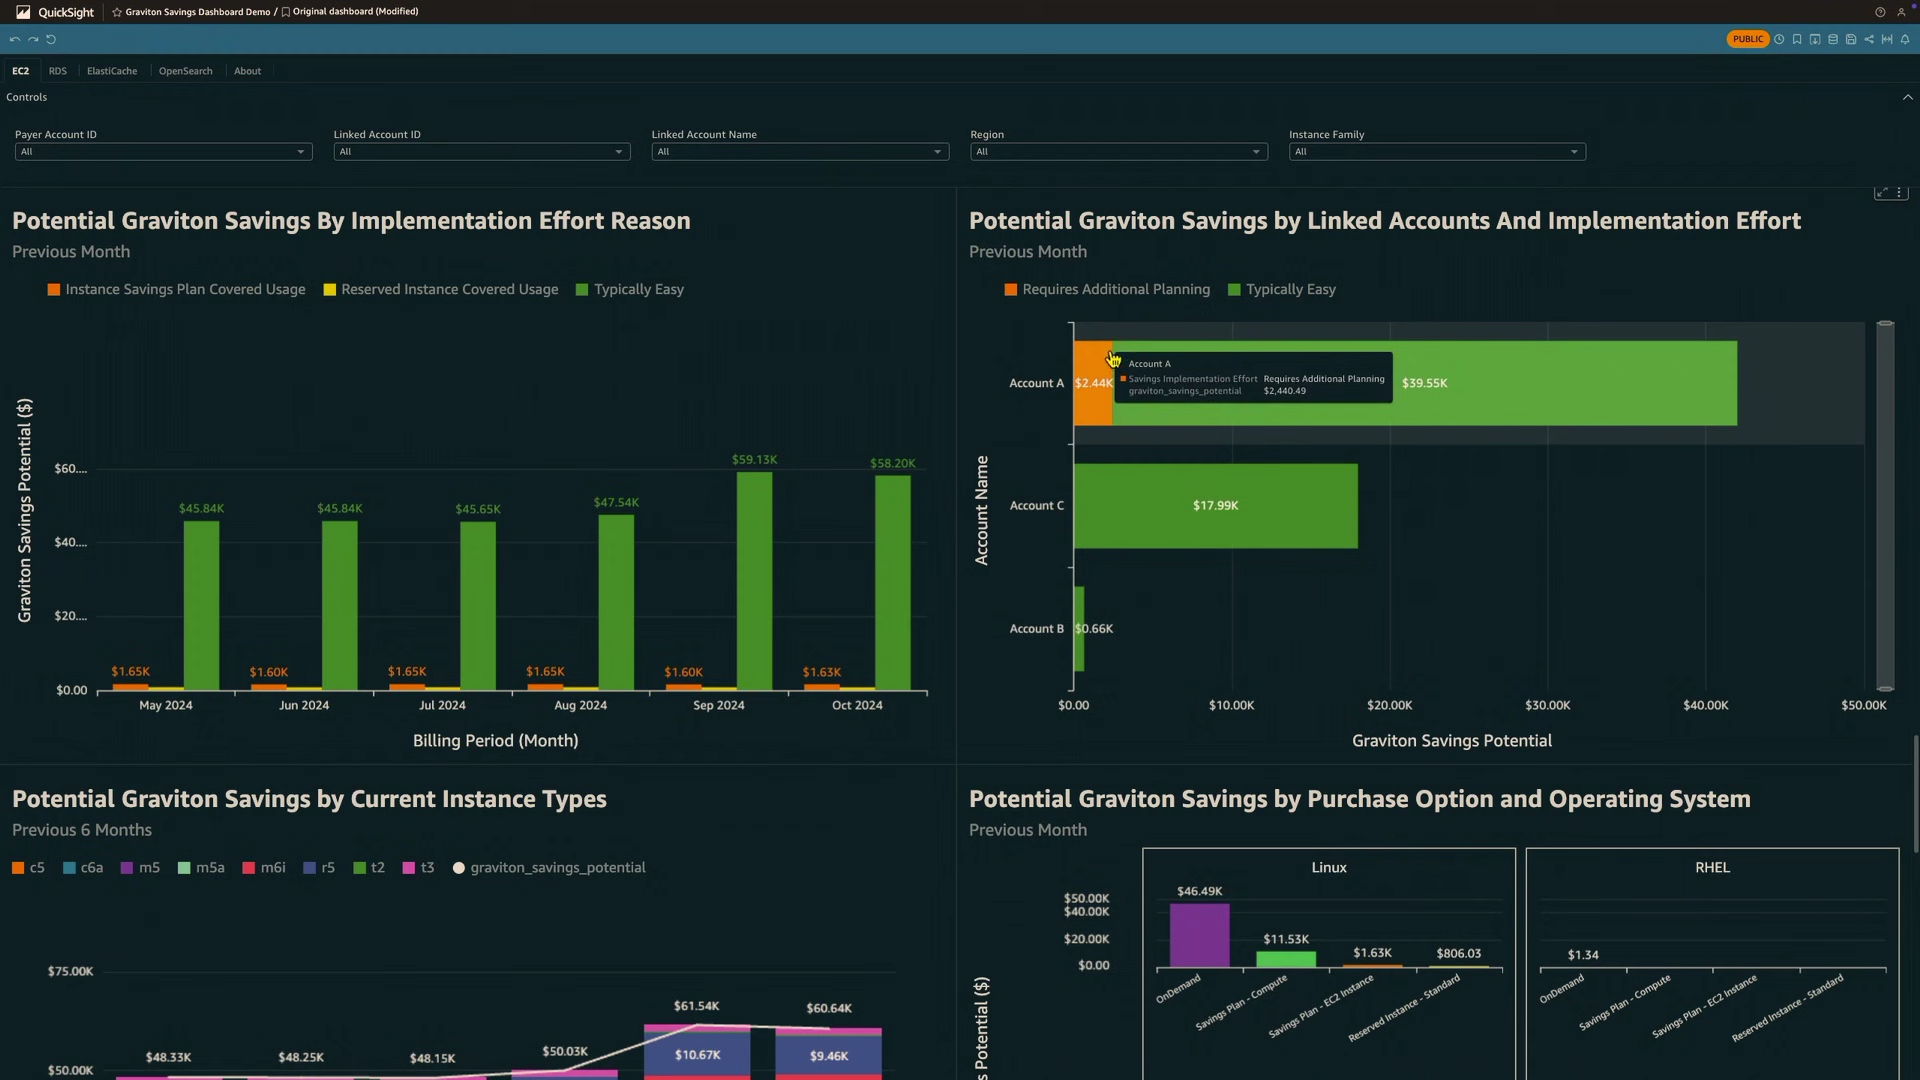 QuickSight
Graviton Savings Dashboard Demo / Original dashboard (Modified)
PUBLIC
EC2 RDS ElastiCache OpenSearch About
Controls
Payer Account ID Linked Account ID Linked Account Name Region Instance Family
All All All All All
Potential Graviton Savings By Implementation Effort Reason
Previous Month
Instance Savings Plan Covered Usage Reserved Instance Covered Usage Typically Easy
Graviton Savings Potential ($)
$60....
$40....
$20....
$0.00
$45.84K $45.84K $45.65K $47.54K $59.13K $58.20K
$1.65K $1.60K $1.65K $1.65K $1.60K $1.63K
May 2024 Jun 2024 Jul 2024 Aug 2024 Sep 2024 Oct 2024
Billing Period (Month)
Potential Graviton Savings by Linked Accounts And Implementation Effort
Previous Month
Requires Additional Planning Typically Easy
Account Name
Account A $2.44K $39.55K
Account A
Savings Implementation Effort Requires Additional Planning
graviton_savings_potential $2,440.49
Account C $17.99K
Account B $0.66K
$0.00 $10.00K $20.00K $30.00K $40.00K $50.00K
Graviton Savings Potential
Potential Graviton Savings by Current Instance Types
Previous 6 Months
c5 c6a m5 m5a m6i r5 t2 t3 graviton_savings_potential
$75.00K
$50.00K
$48.33K $48.25K $48.15K $50.03K $61.54K $60.64K
$10.67K $9.46K
Potential Graviton Savings by Purchase Option and Operating System
Previous Month
Linux RHEL
s Potential ($)
$50.00K
$40.00K
$20.00K
$0.00
$46.49K $11.53K $1.63K $806.03
$1.34
OnDemand Savings Plan - Compute Savings Plan - EC2 Instance Reserved Instance - Standard
OnDemand Savings Plan - Compute Savings Plan - EC2 Instance Reserved Instance - Standard